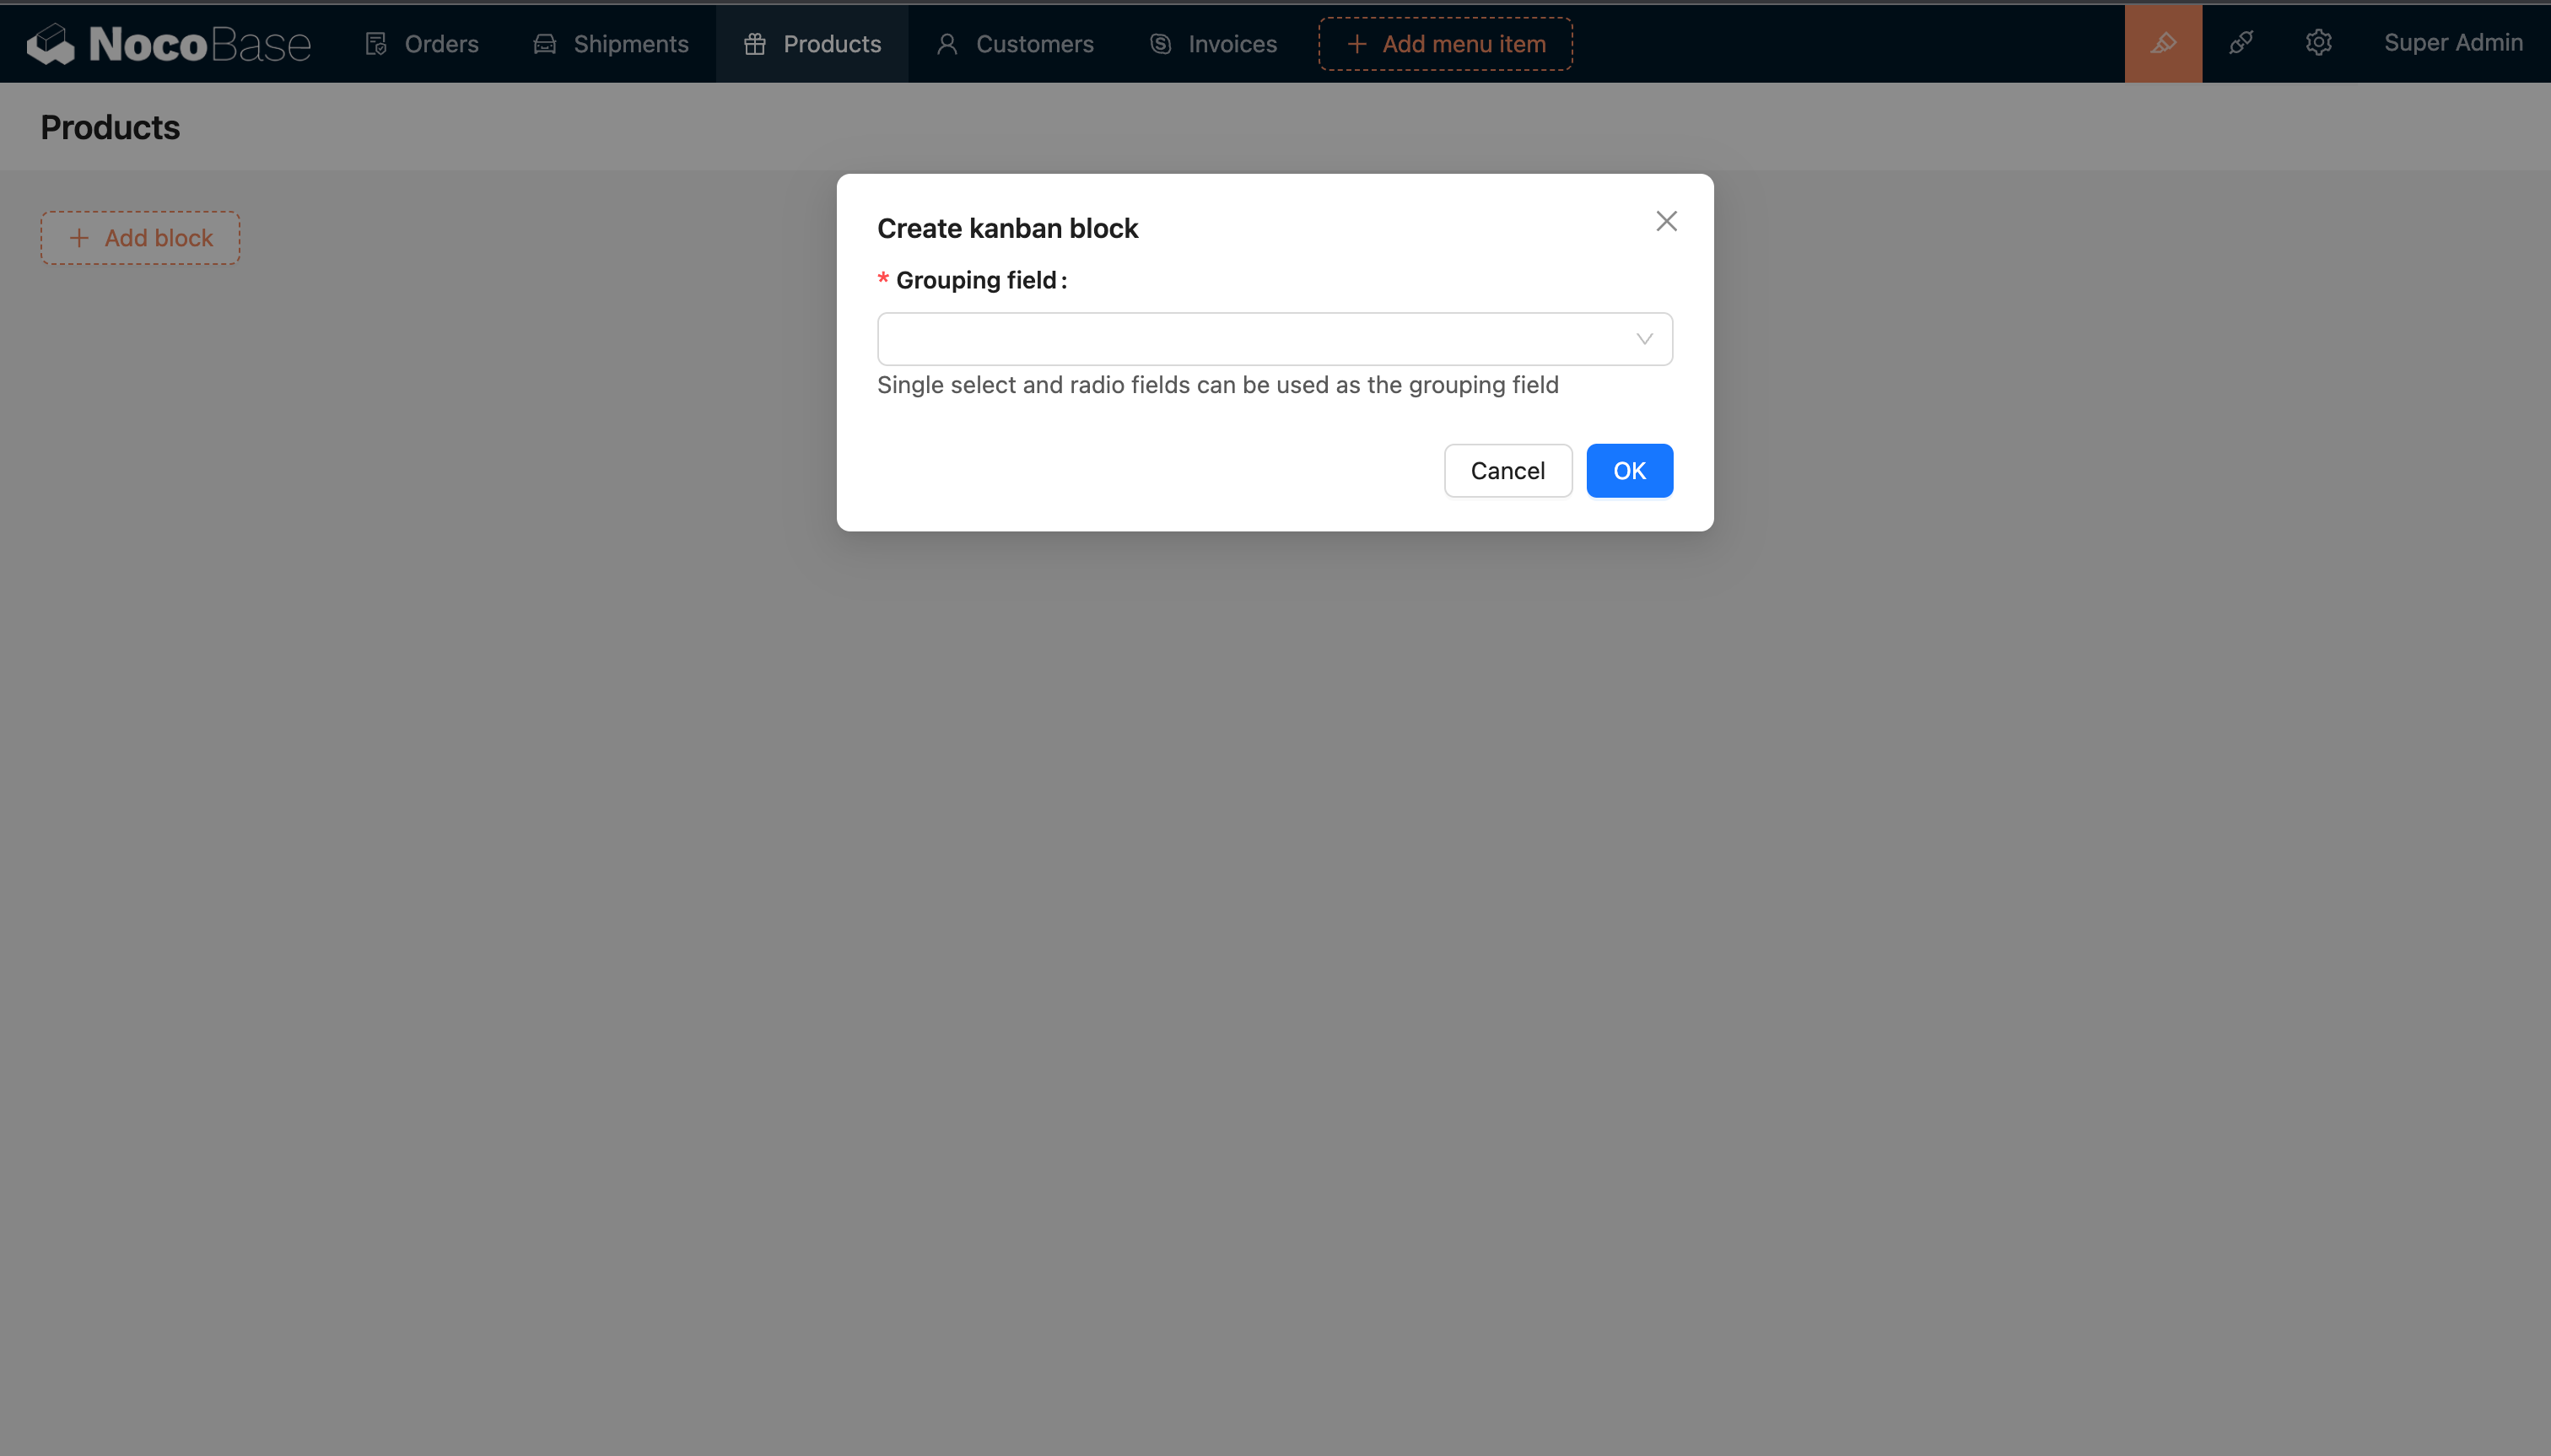 NocoBase Orders Shipments Products Customers Invoices + Add menu item Super Admin
Products
+ Add block
Create kanban block
* Grouping field :
Single select and radio fields can be used as the grouping field
Cancel OK